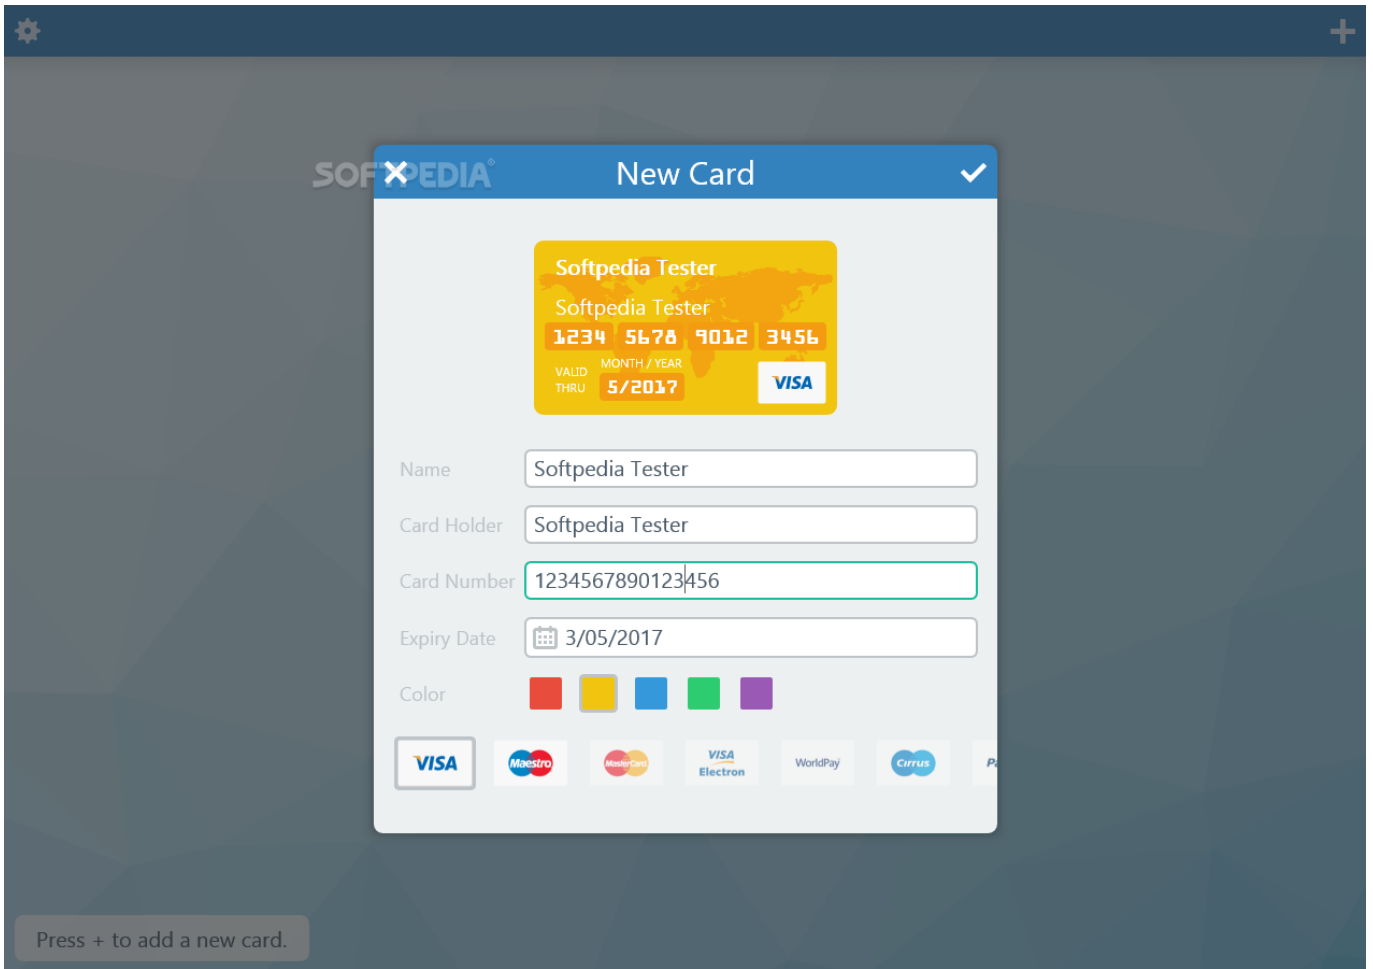 SOFTPEDIA®
New Card
Softpedia Tester
Softpedia Tester
1234 5678 9012 3456
MONTH / YEAR
VALID
THRU
5/2017
VISA
Name
Softpedia Tester
Card Holder
Softpedia Tester
Card Number
1234567890123456
Expiry Date
3/05/2017
Color
VISA
Maestro
MasterCard
VISA
Electron
WorldPay
Cirrus
Press + to add a new card.